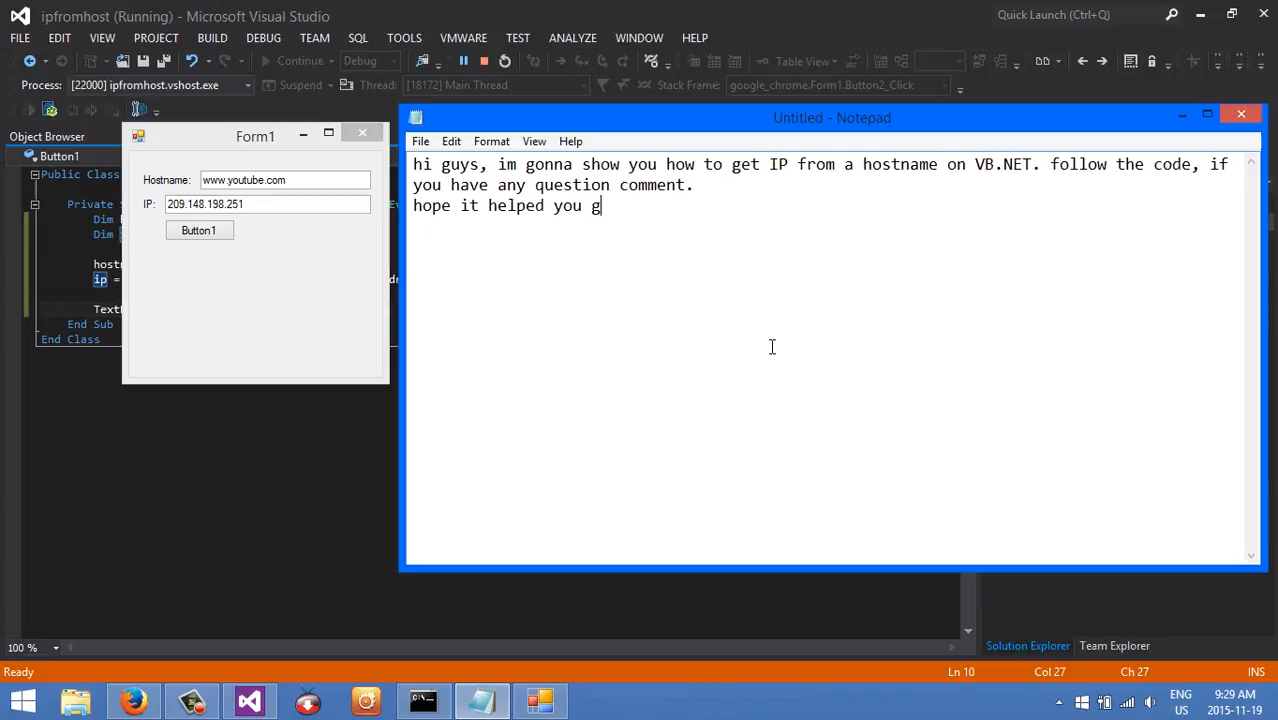 ipfromhost (Running) - Microsoft Visual Studio
Quick Launch (Ctrl+Q)
FILE EDIT VIEW PROJECT BUILD DEBUG TEAM SQL TOOLS VMWARE TEST ANALYZE WINDOW HELP
Continue Debug Table View DD
Process: [22000] ipfromhost.vshost.exe Suspend Thread: [18172] Main Thread Stack Frame: google_chrome.Form1.Button2_Click
Object Browser
Button1
Public Class
Private
Dim
Dim
ip =
End Sub
End Class
Form1
Hostname: www.youtube.com
IP: 209.148.198.251
Button1
Untitled - Notepad
File Edit Format View Help
hi guys, im gonna show you how to get IP from a hostname on VB.NET. follow the code, if
you have any question comment.
hope it helped you g
100 %
Solution Explorer Team Explorer
Ready Ln 10 Col 27 Ch 27 INS
ENG 9:29 AM
US 2015-11-19